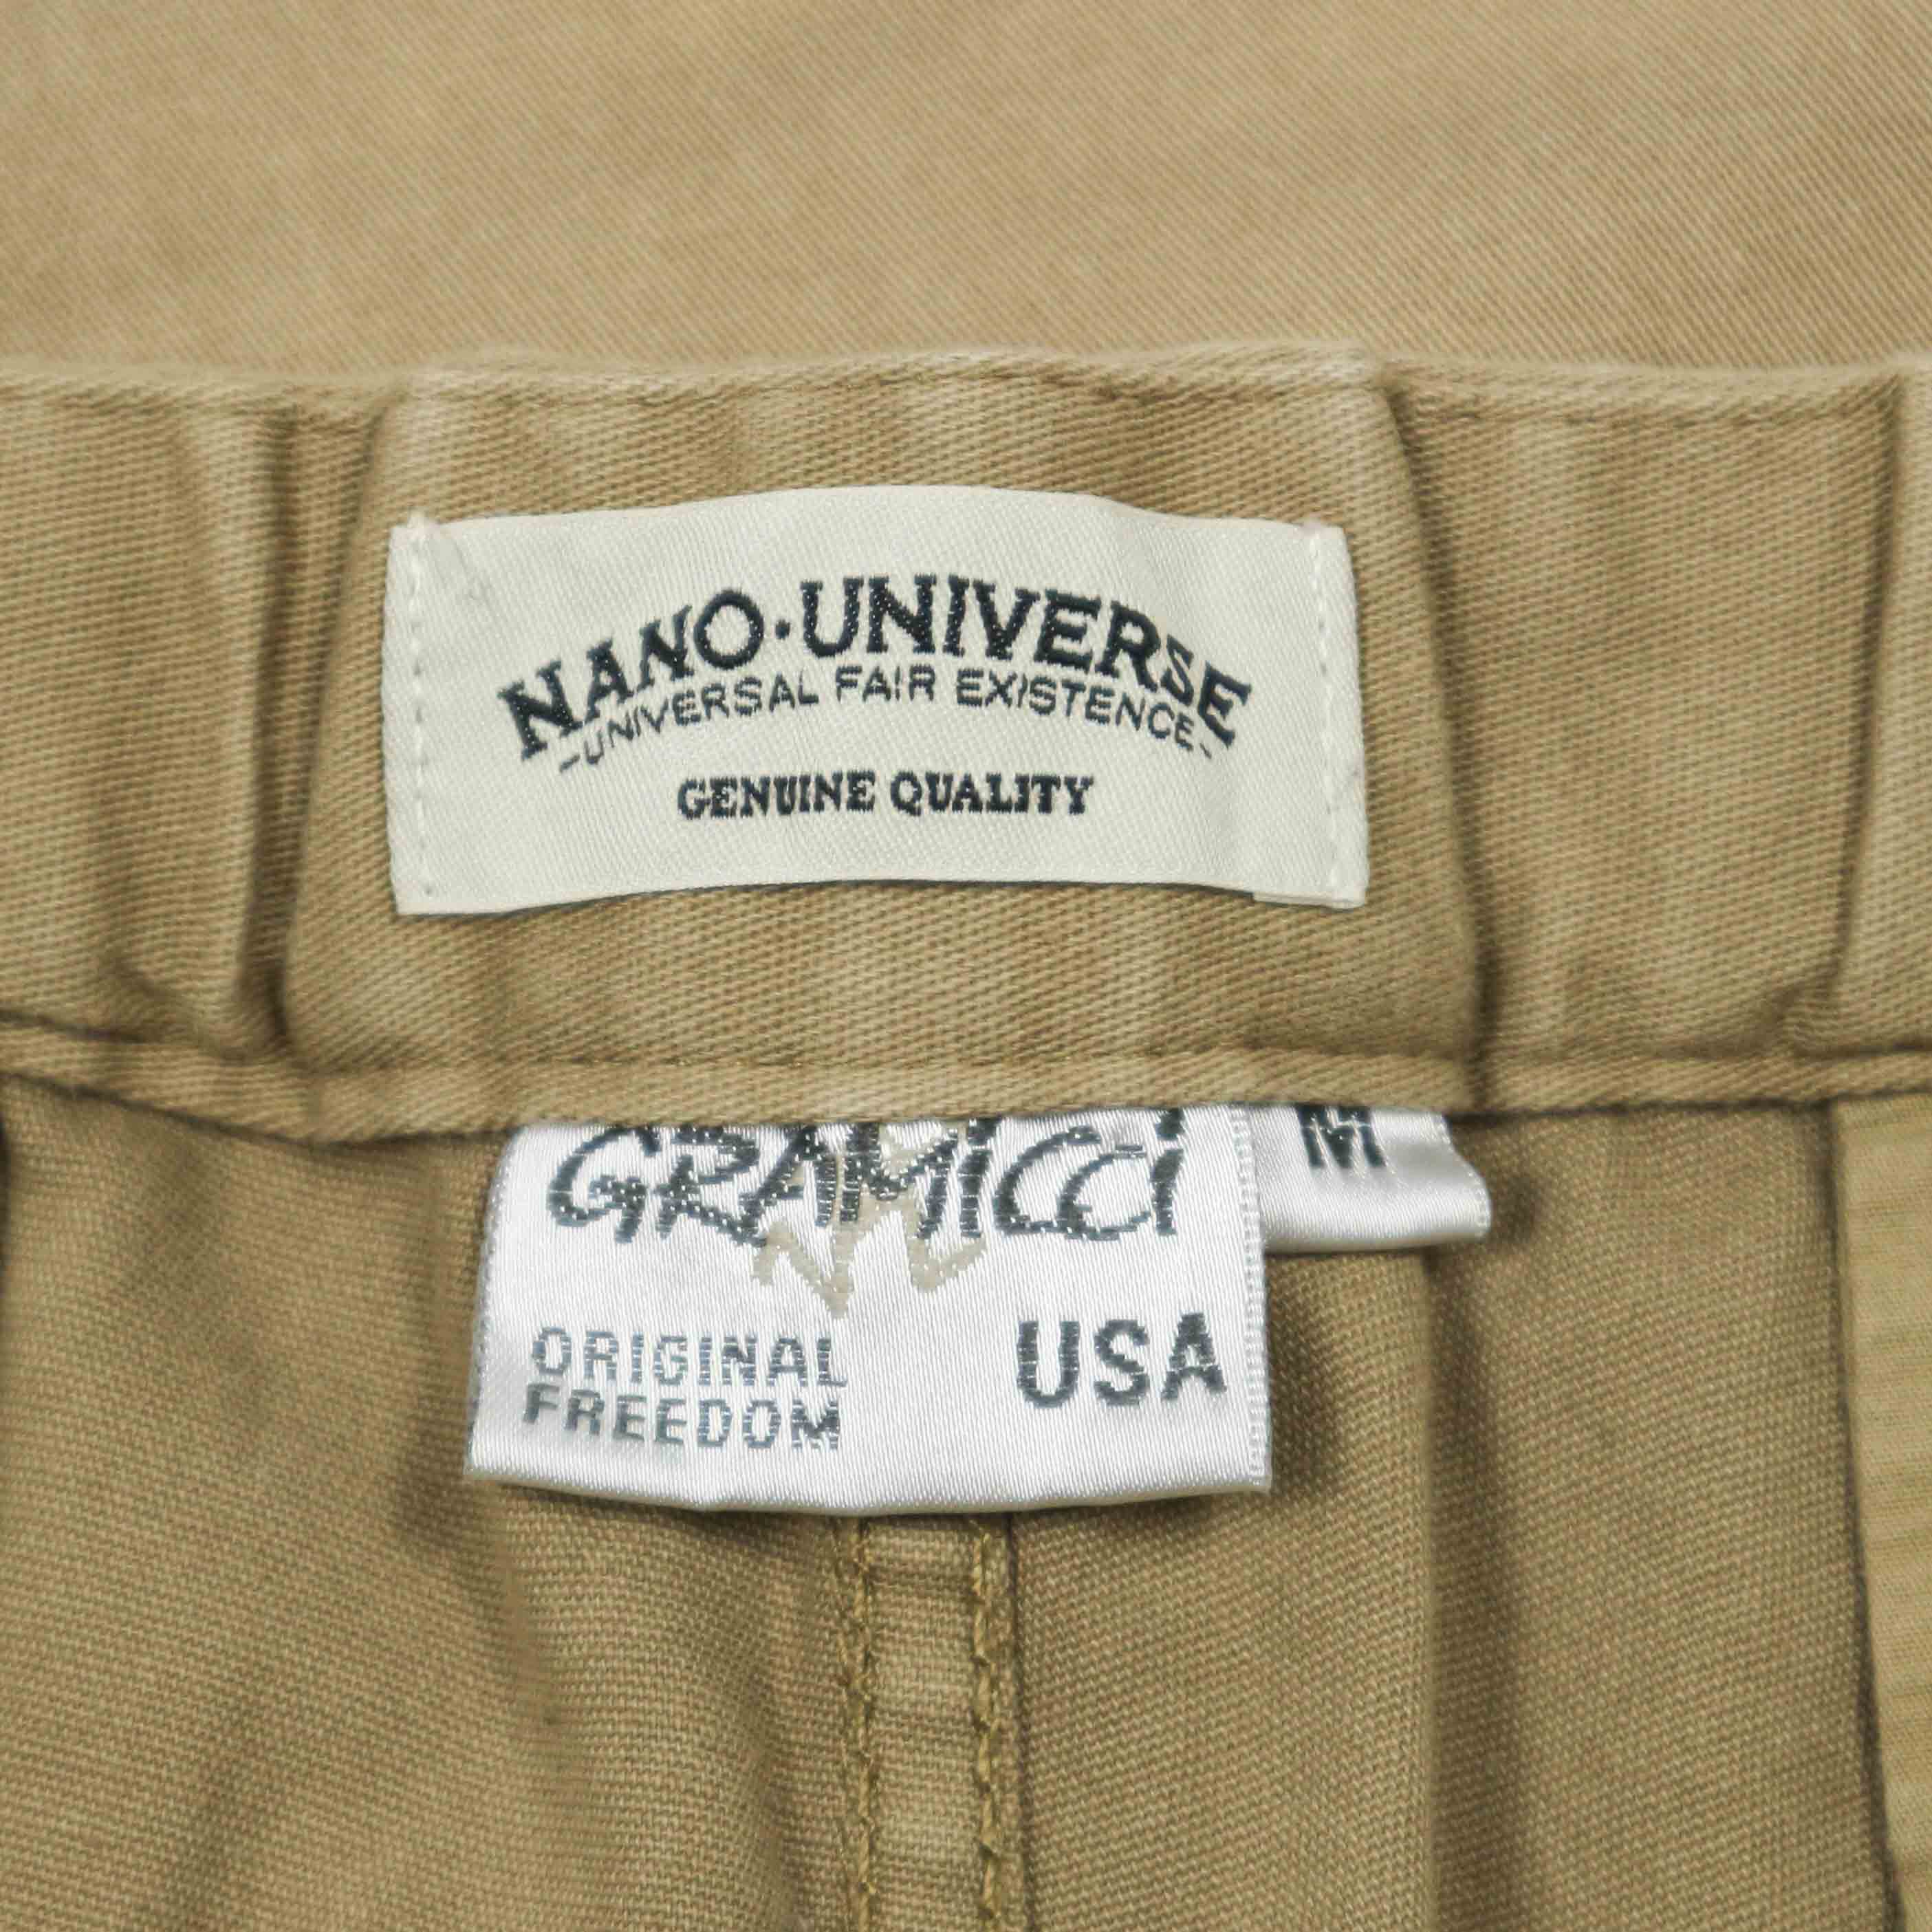 NANO·UNIVERSE
-UNIVERSAL FAIR EXISTENCE-
GENUINE QUALITY
GRAMICCI
M
ORIGINAL
FREEDOM
USA